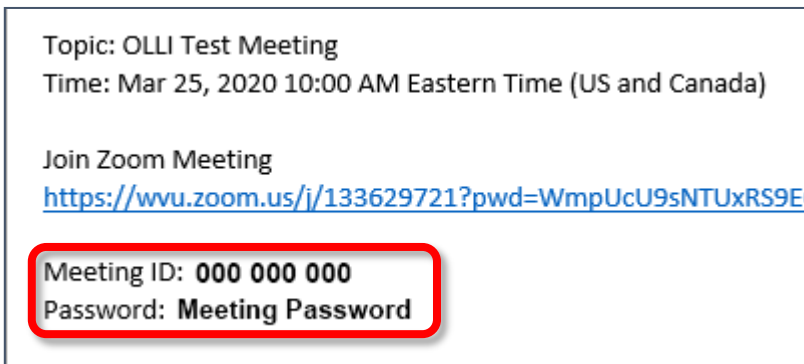 Topic: OLLI Test Meeting
Time: Mar 25, 2020 10:00 AM Eastern Time (US and Canada)
Join Zoom Meeting
https://wvu.zoom.us/j/133629721?pwd=WmpUcU9sNTUxRS9E
Meeting ID: 000 000 000
Password: Meeting Password